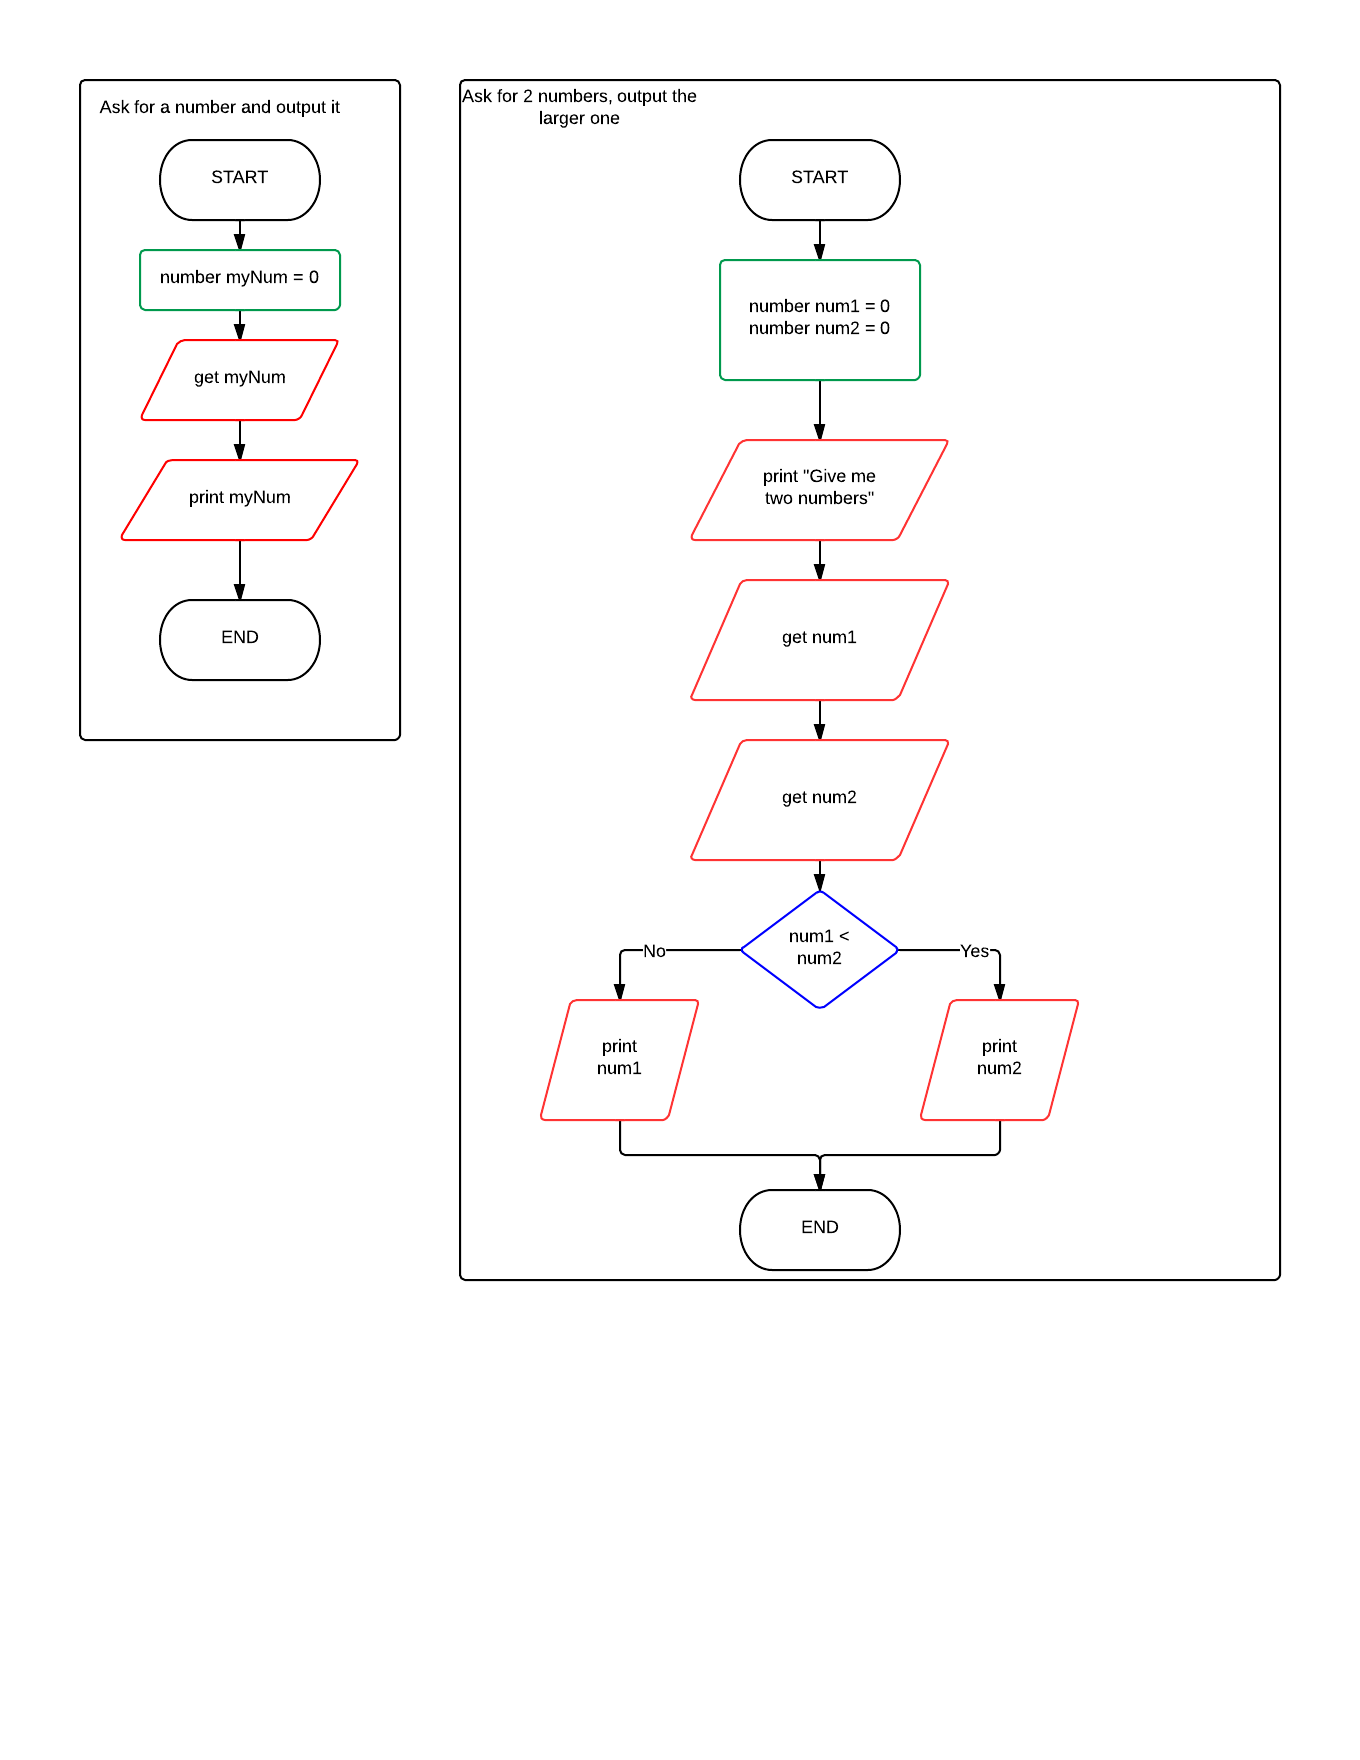 Ask for a number and output it
START
number myNum = 0
get myNum
print myNum
END
Ask for 2 numbers, output the
larger one
START
number num1 = 0
number num2 = 0
print "Give me
two numbers"
get num1
get num2
num1 <
num2
No
Yes
print
num1
print
num2
END